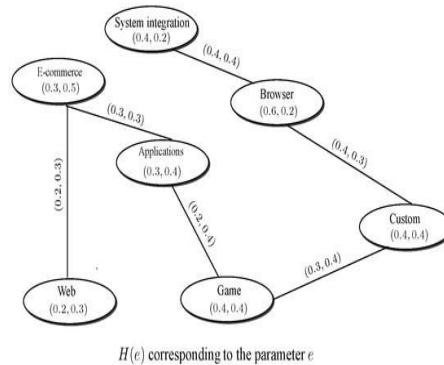 System integration
(0.4, 0.2)
(0.4, 0.4)
E-commerce
(0.3, 0.5)
Browser
(0.6, 0.2)
(0.3, 0.3)
Applications
(0.3, 0.4)
(0.4, 0.3)
(0.2, 0.3)
(0.2, 0.4)
Custom
(0.4, 0.4)
(0.3, 0.4)
Web
(0.2, 0.3)
Game
(0.4, 0.4)
H(e) corresponding to the parameter e